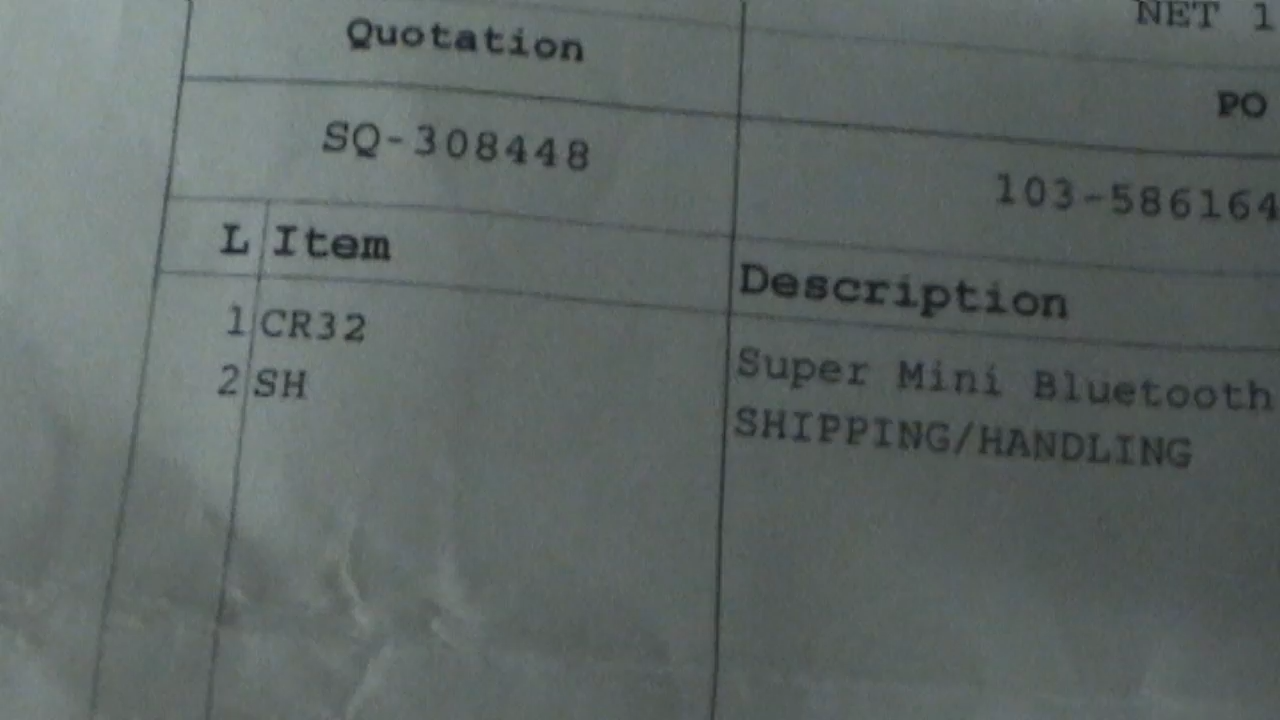 NET 1
Quotation PO
SQ-308448 103-586164
L Item Description
1 CR32 Super Mini Bluetooth
2 SH SHIPPING/HANDLING